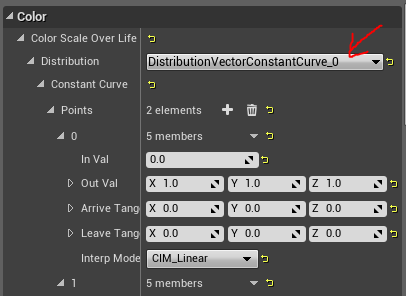 Color
Color Scale Over Life
Distribution DistributionVectorConstantCurve_0
Constant Curve
Points 2 elements
0 5 members
In Val 0.0
Out Val X 1.0 Y 1.0 Z 1.0
Arrive Tange X 0.0 Y 0.0 Z 0.0
Leave Tang X 0.0 Y 0.0 Z 0.0
Interp Mode CIM_Linear
1 5 members